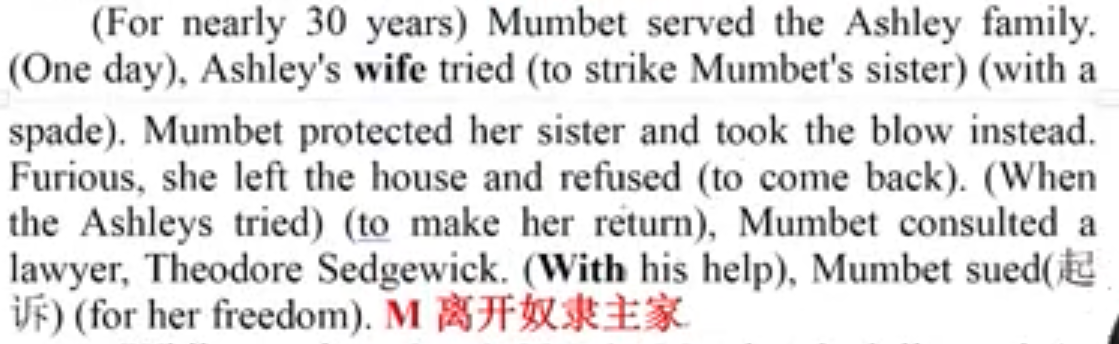 (For nearly 30 years) Mumbet served the Ashley family.
(One day), Ashley's wife tried (to strike Mumbet's sister) (with a
spade). Mumbet protected her sister and took the blow instead.
Furious, she left the house and refused (to come back). (When
the Ashleys tried) (to make her return), Mumbet consulted a
lawyer, Theodore Sedgewick. (With his help), Mumbet sued(起
诉) (for her freedom). M 离开奴隶主家